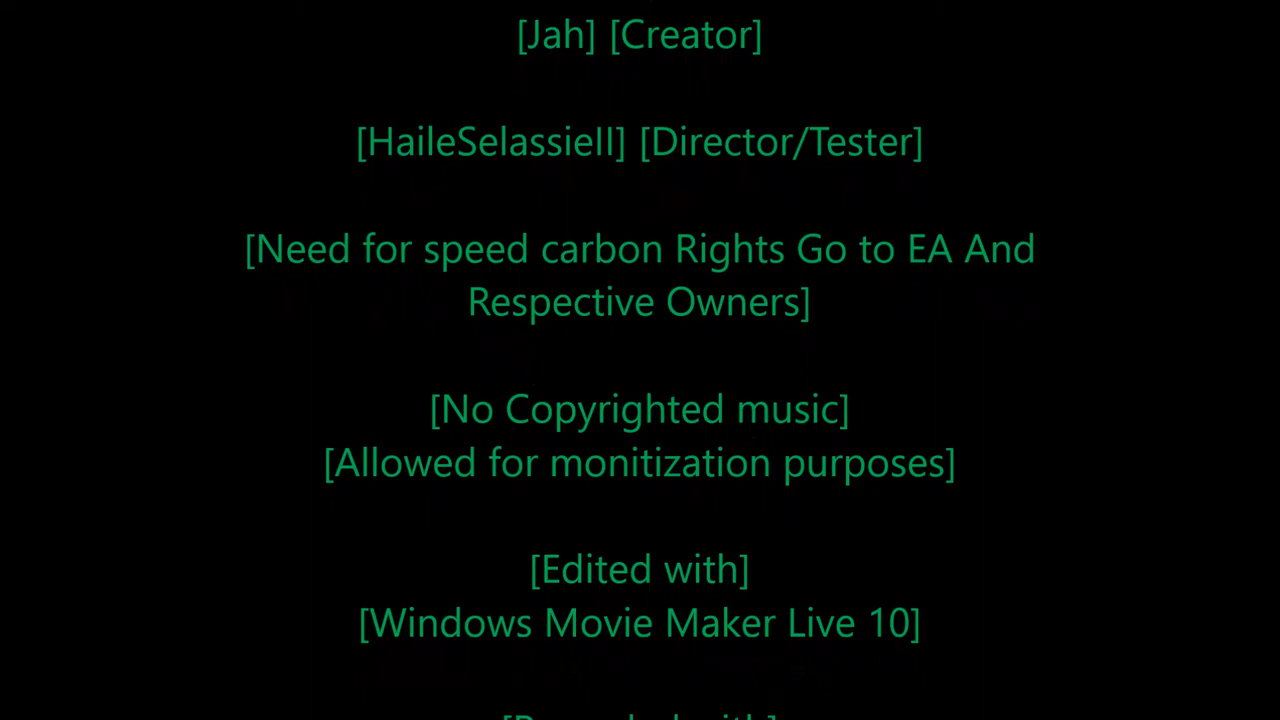 [Jah] [Creator]
[HaileSelassieII] [Director/Tester]
[Need for speed carbon Rights Go to EA And
Respective Owners]
[No Copyrighted music]
[Allowed for monitization purposes]
[Edited with]
[Windows Movie Maker Live 10]